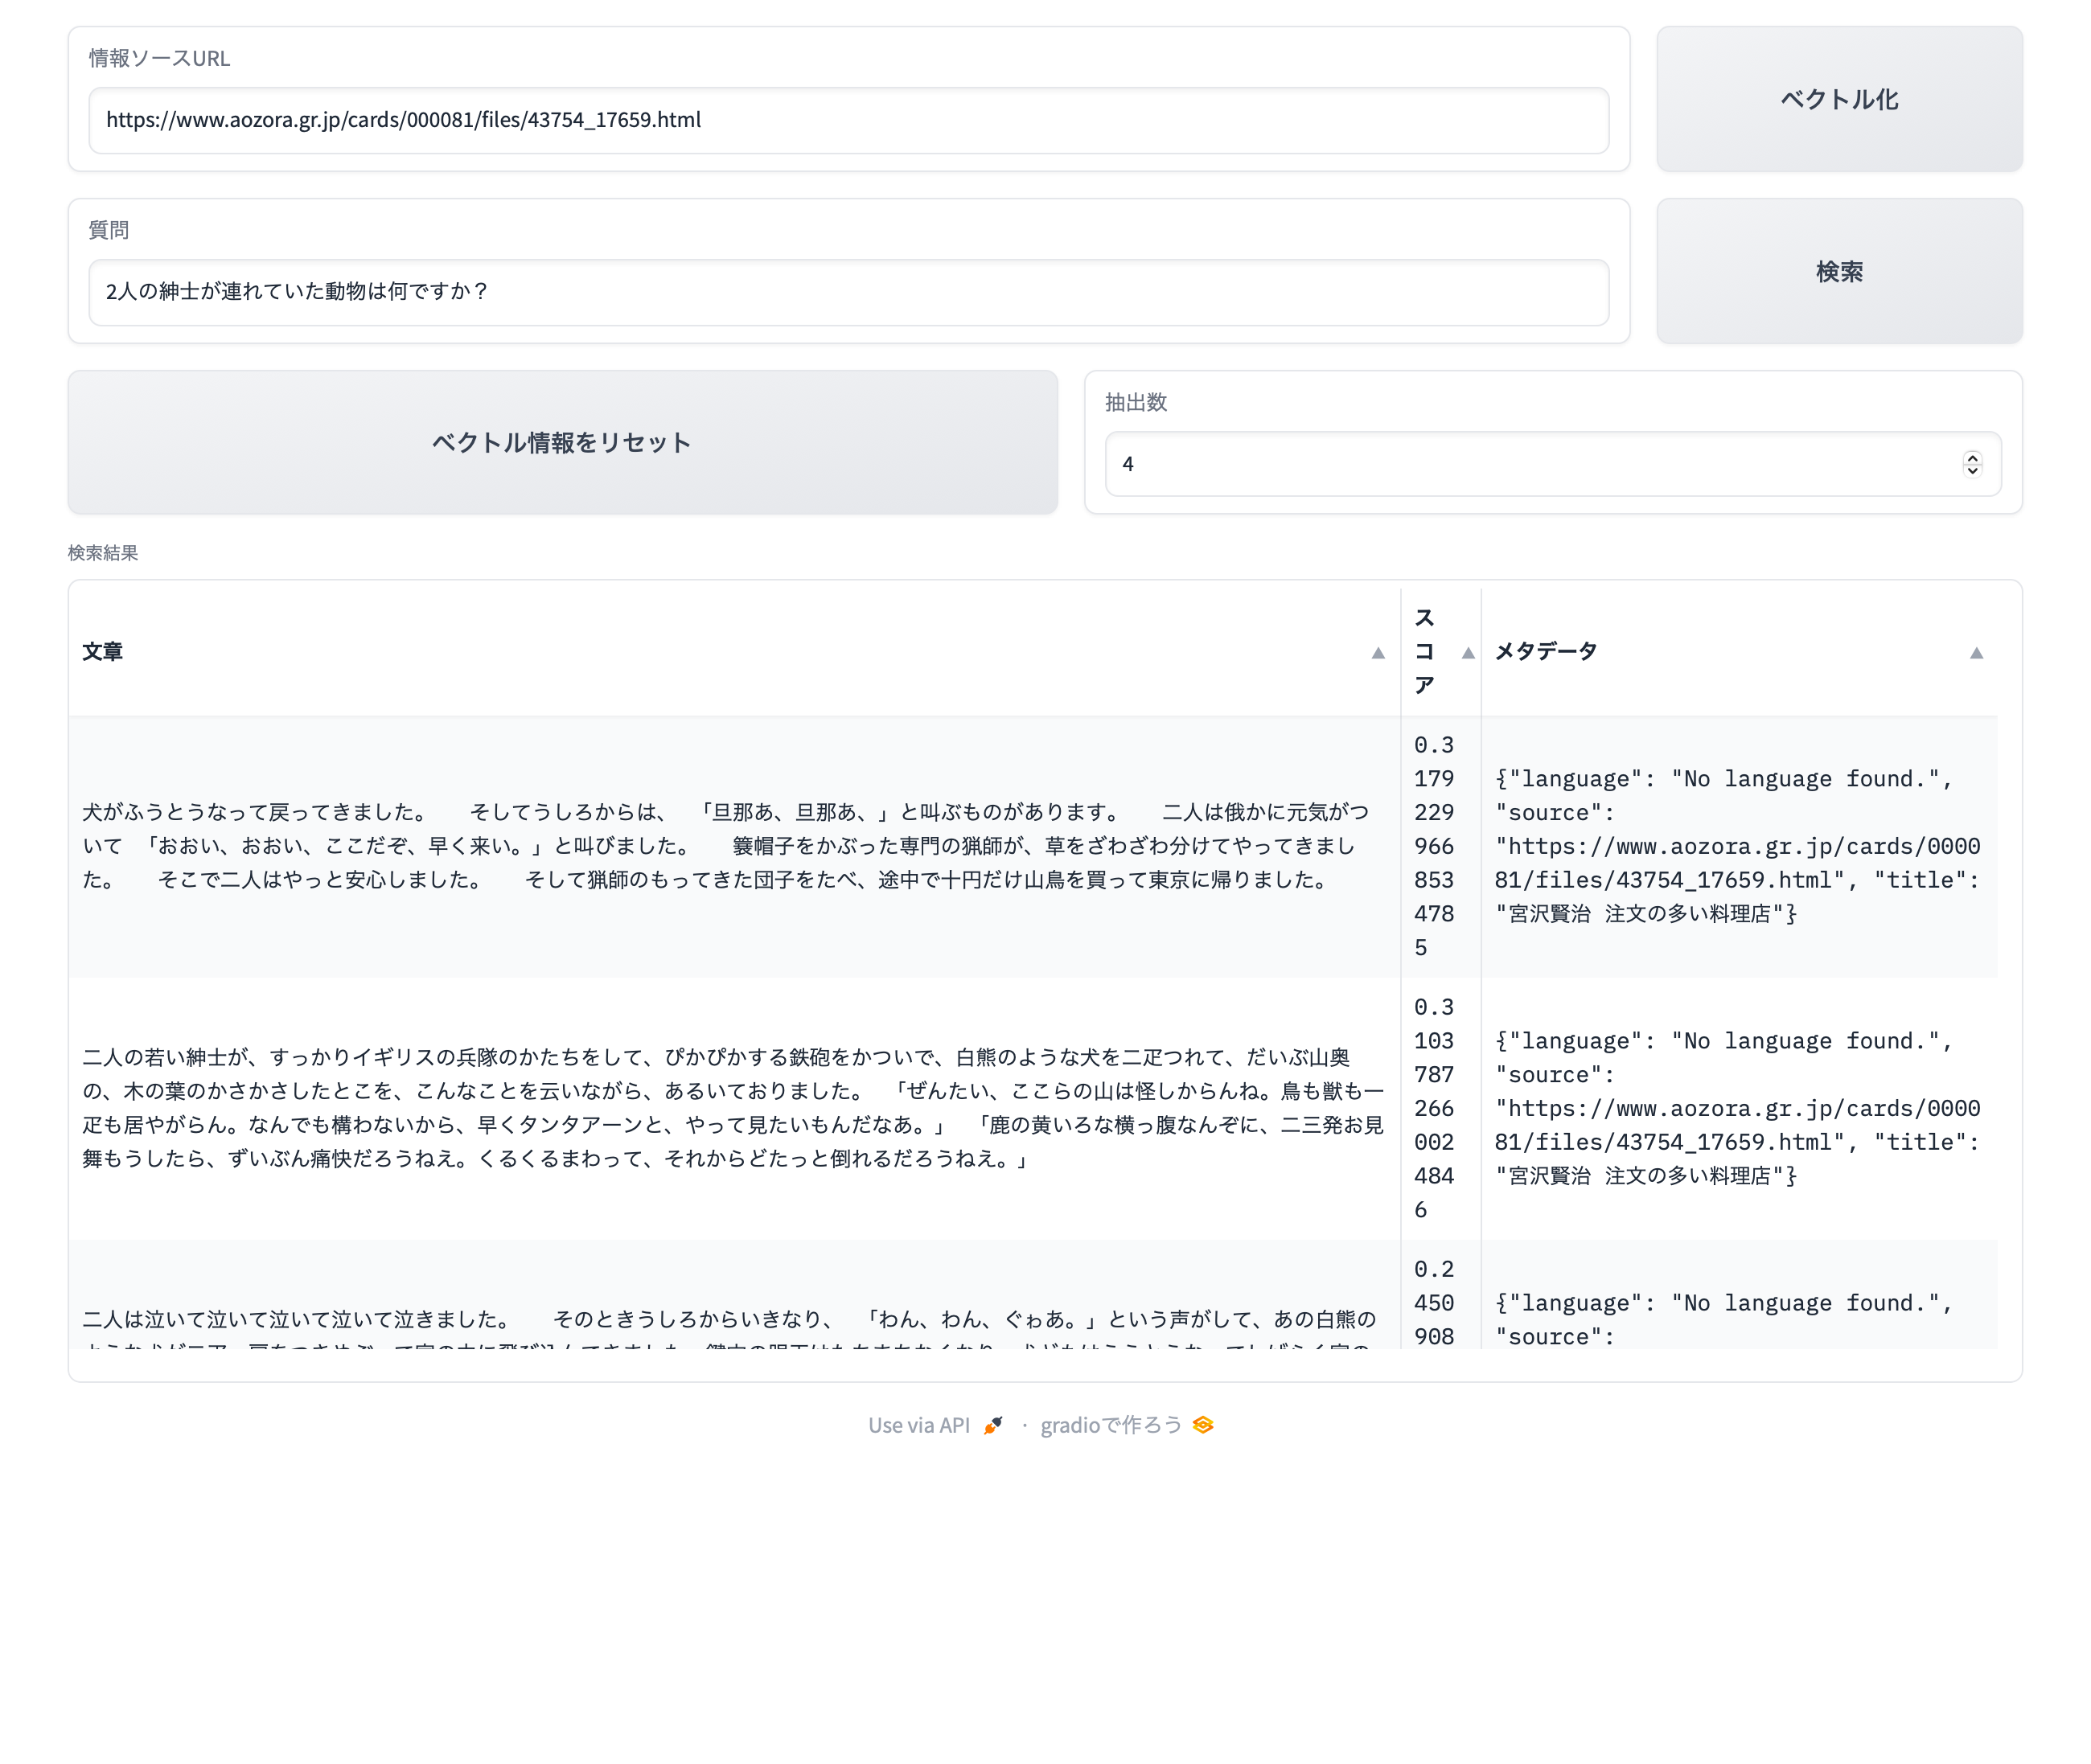 情報ソースURL
https://www.aozora.gr.jp/cards/000081/files/43754_17659.html
ベクトル化
質問
2人の紳士が連れていた動物は何ですか？
検索
ベクトル情報をリセット
抽出数
4
検索結果
文章
スコア
メタデータ
犬がふうとうなって戻ってきました。　そしてうしろからは、　「旦那あ、旦那あ、」と叫ぶものがあります。　二人は俄かに元気がつ
いて　「おおい、おおい、ここだぞ、早く来い。」と叫びました。　簑帽子をかぶった専門の猟師が、草をざわざわ分けてやってきまし
た。　そこで二人はやっと安心しました。　そして猟師のもってきた団子をたべ、途中で十円だけ山鳥を買って東京に帰りました。
0.3
179
229
966
853
478
5
{"language": "No language found.",
"source":
"https://www.aozora.gr.jp/cards/0000
81/files/43754_17659.html", "title":
"宮沢賢治 注文の多い料理店"}
二人の若い紳士が、すっかりイギリスの兵隊のかたちをして、ぴかぴかする鉄砲をかついで、白熊のような犬を二疋つれて、だいぶ山奥
の、木の葉のかさかさしたとこを、こんなことを云いながら、あるいておりました。　「ぜんたい、ここらの山は怪しからんね。鳥も獣も一
疋も居やがらん。なんでも構わないから、早くタンタアーンと、やって見たいもんだなあ。」　「鹿の黄いろな横っ腹なんぞに、二三発お見
舞もうしたら、ずいぶん痛快だろうねえ。くるくるまわって、それからどたっと倒れるだろうねえ。」
0.3
103
787
266
002
484
6
{"language": "No language found.",
"source":
"https://www.aozora.gr.jp/cards/0000
81/files/43754_17659.html", "title":
"宮沢賢治 注文の多い料理店"}
二人は泣いて泣いて泣いて泣いて泣きました。　そのときうしろからいきなり、　「わん、わん、ぐゎあ。」という声がして、あの白熊の
0.2
450
908
{"language": "No language found.",
"source":
Use via API · gradioで作ろう